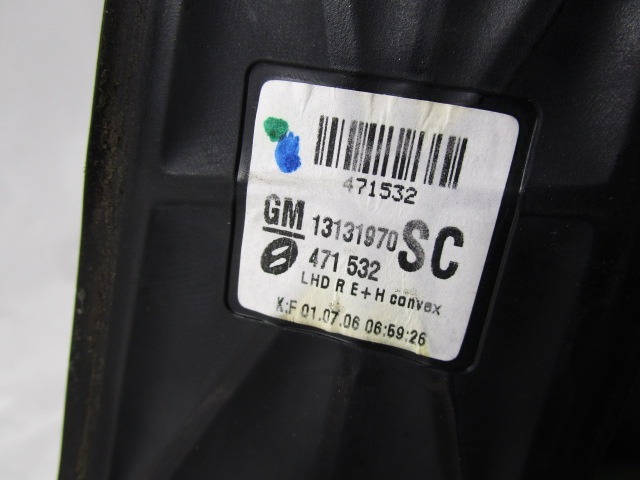 471532
GM 13131970 SC
471 532
LHD R E+H convex
K:F 01.07.06 06:59:26